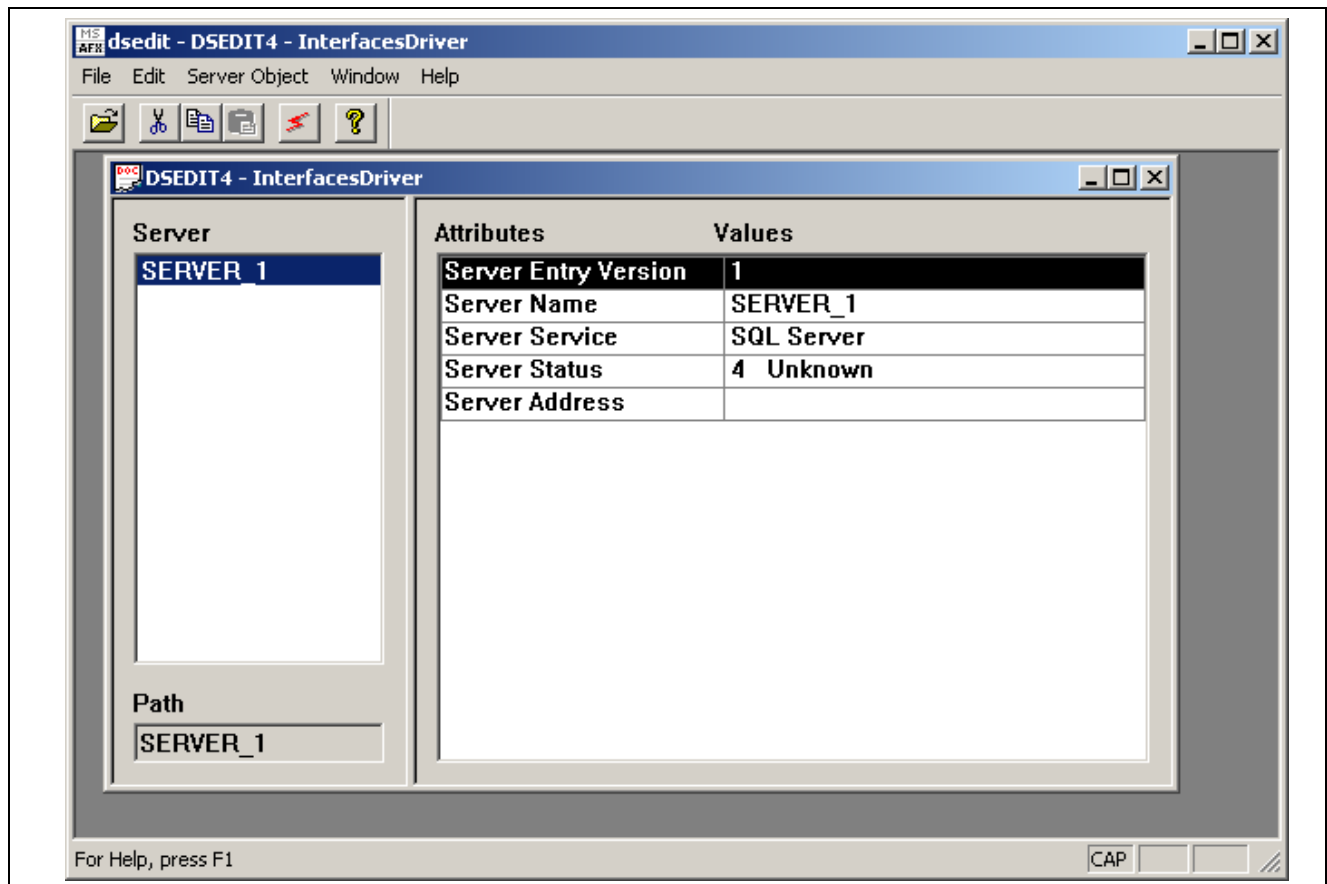 MS
AFX
dsedit - DSEDIT4 - InterfacesDriver
File Edit Server Object Window Help
DOC
DSEDIT4 - InterfacesDriver
Server
SERVER_1
Path
SERVER_1
Attributes Values
Server Entry Version 1
Server Name SERVER_1
Server Service SQL Server
Server Status 4 Unknown
Server Address
For Help, press F1
CAP